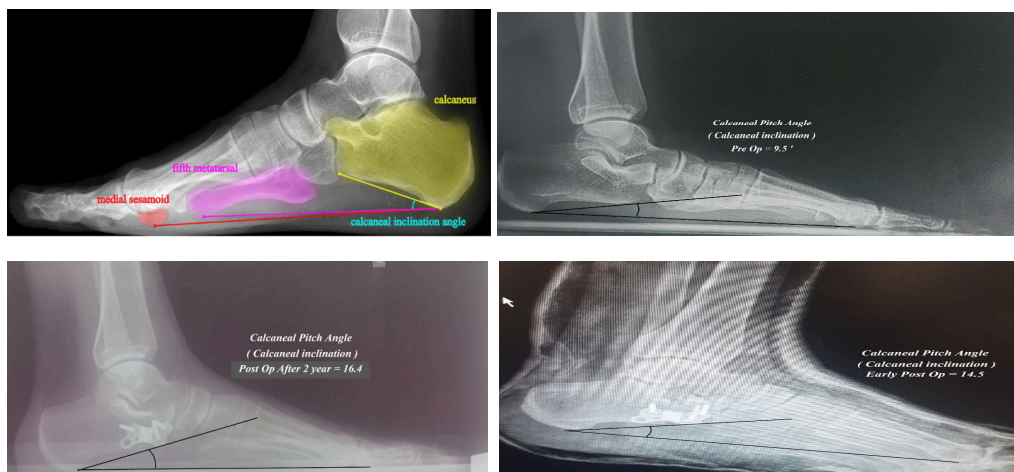 calcaneus
fifth metatarsal
medial sesamoid
calcaneal inclination angle
Calcaneal Pitch Angle
( Calcaneal inclination )
Pre Op = 9.5 '
Calcaneal Pitch Angle
( Calcaneal inclination )
Post Op After 2 year = 16.4
Calcaneal Pitch Angle
( Calcaneal inclination )
Early Post Op = 14.5